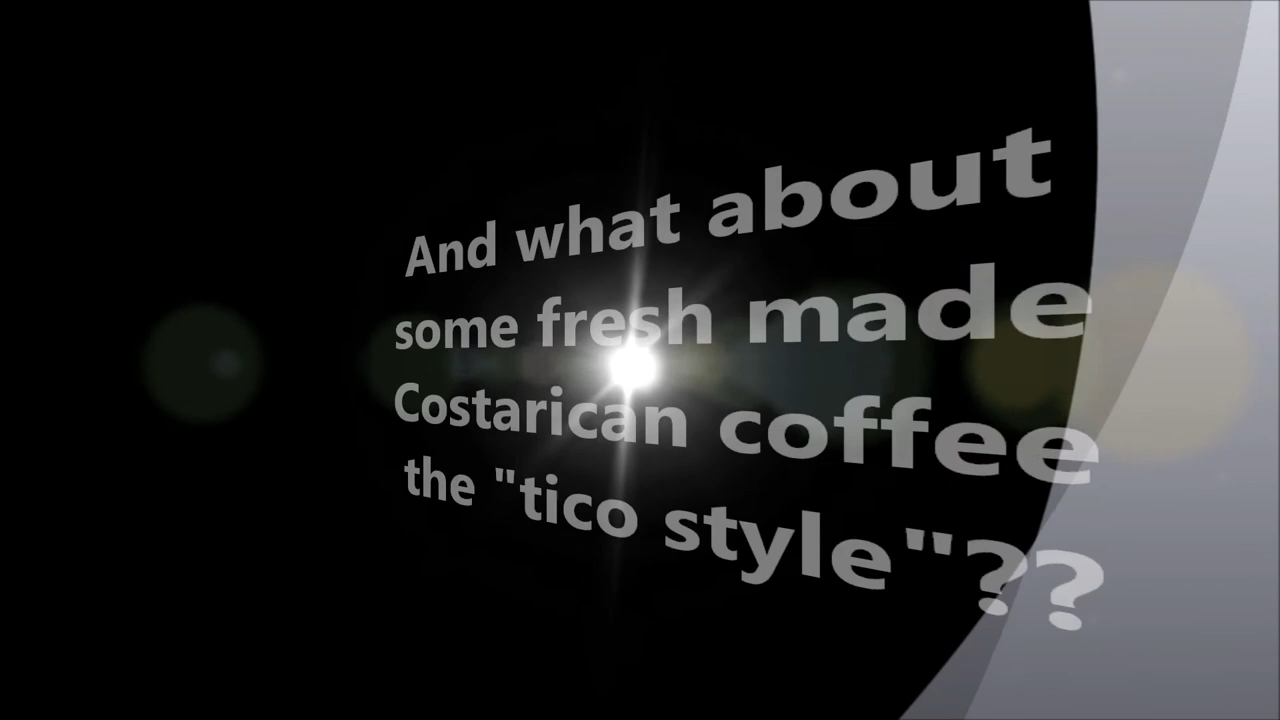 And what about
some fresh made
Costarican coffee
the "tico style"??